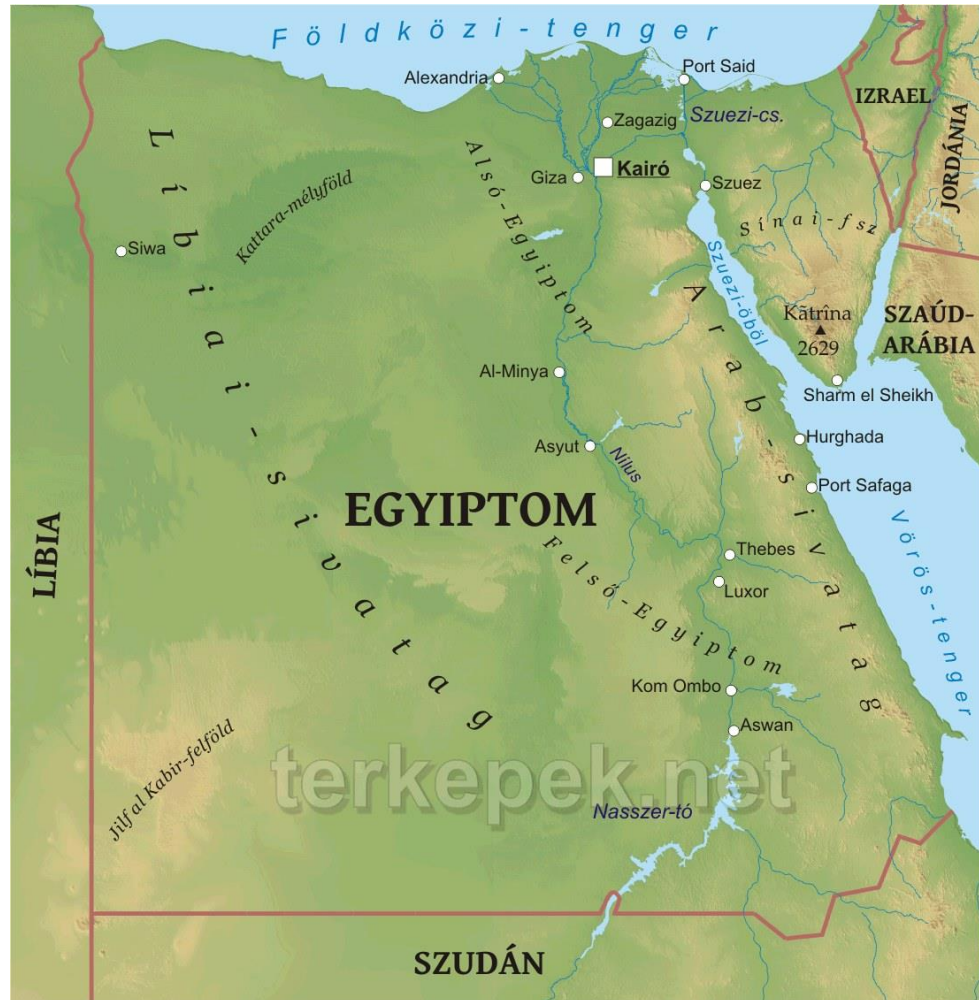 Földközi-tenger
Alexandria
Port Said
IZRAEL
JORDÁNIA
Zagazig
Szuezi-cs.
Líbiai-sivatag
Alsó-Egyiptom
Giza
Kairó
Szuez
Kattara-mélyföld
Siwa
Sínai-fsz
Szuezi-öböl
Arab-sivatag
Kãtrîna
2629
SZAÚD-
ARÁBIA
Al-Minya
Sharm el Sheikh
Hurghada
Asyut
Nilus
Port Safaga
EGYIPTOM
Vörös-tenger
LÍBIA
Felső-Egyiptom
Thebes
Luxor
Kom Ombo
Aswan
Jilf al Kabir-felföld
terkepek.net
Nasszer-tó
SZUDÁN